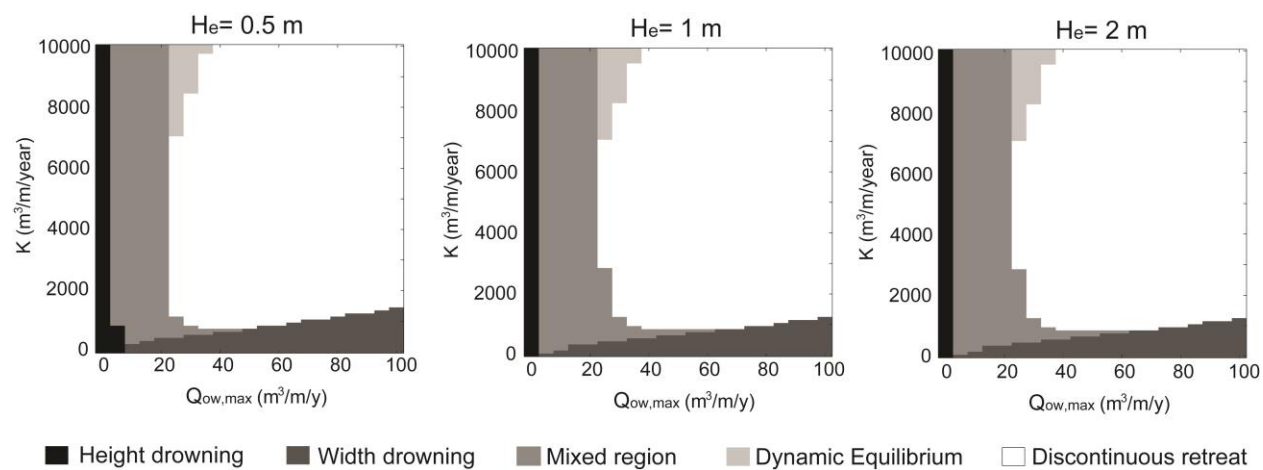 He= 0.5 m
He= 1 m
He= 2 m
10000
8000
6000
4000
2000
0
K (m³/m/year)
0 20 40 60 80 100
Qow,max (m³/m/y)
10000
8000
6000
4000
2000
0
K (m³/m/year)
0 20 40 60 80 100
Qow,max (m³/m/y)
10000
8000
6000
4000
2000
0
K (m³/m/year)
0 20 40 60 80 100
Qow,max (m³/m/y)
Height drowning Width drowning Mixed region Dynamic Equilibrium Discontinuous retreat